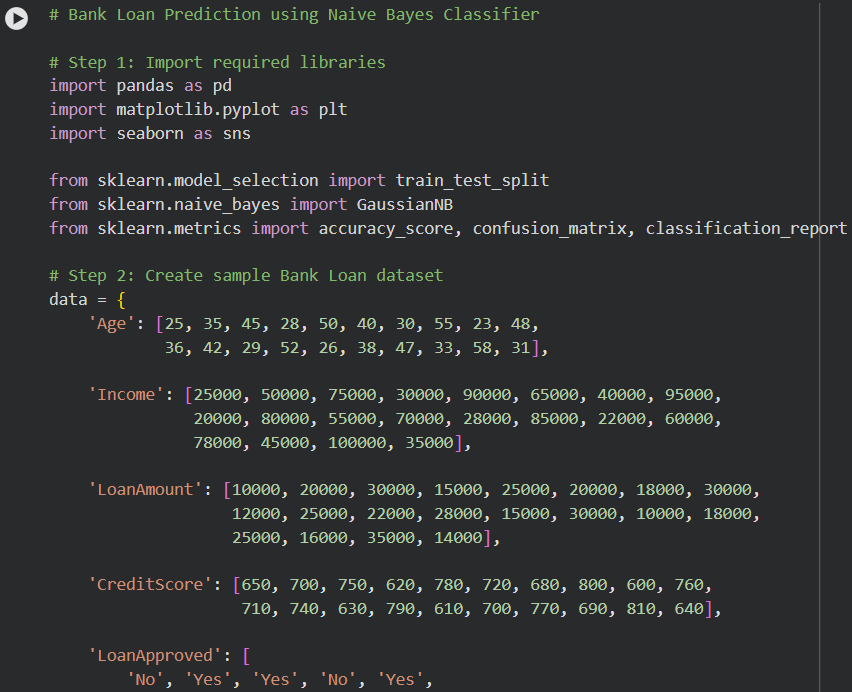 # Bank Loan Prediction using Naive Bayes Classifier
# Step 1: Import required libraries
import pandas as pd
import matplotlib.pyplot as plt
import seaborn as sns
from sklearn.model_selection import train_test_split
from sklearn.naive_bayes import GaussianNB
from sklearn.metrics import accuracy_score, confusion_matrix, classification_report
# Step 2: Create sample Bank Loan dataset
data = {
'Age': [25, 35, 45, 28, 50, 40, 30, 55, 23, 48,
36, 42, 29, 52, 26, 38, 47, 33, 58, 31],
'Income': [25000, 50000, 75000, 30000, 90000, 65000, 40000, 95000,
20000, 80000, 55000, 70000, 28000, 85000, 22000, 60000,
78000, 45000, 100000, 35000],
'LoanAmount': [10000, 20000, 30000, 15000, 25000, 20000, 18000, 30000,
12000, 25000, 22000, 28000, 15000, 30000, 10000, 18000,
25000, 16000, 35000, 14000],
'CreditScore': [650, 700, 750, 620, 780, 720, 680, 800, 600, 760,
710, 740, 630, 790, 610, 700, 770, 690, 810, 640],
'LoanApproved': [
'No', 'Yes', 'Yes', 'No', 'Yes',